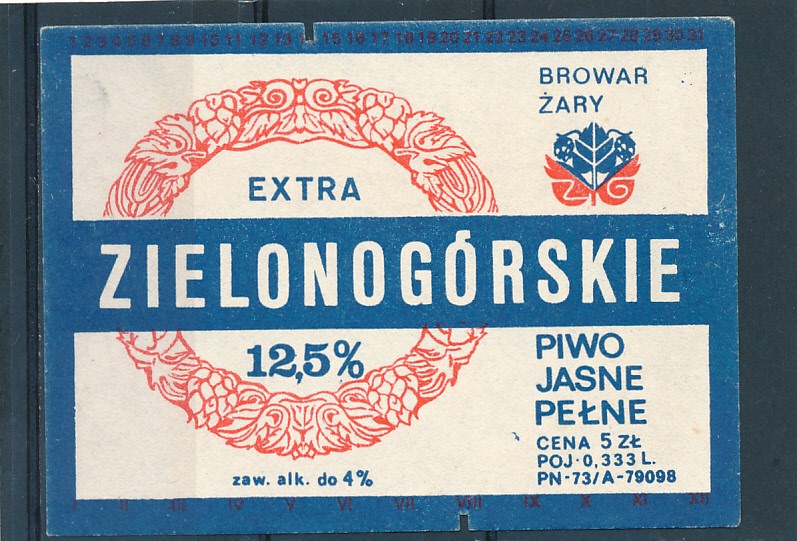 1 2 3 4 5 6 7 8 9 10 11 12 13 14 15 16 17 18 19 20 21 22 23 24 25 26 27 28 29 30 31
BROWAR
ŻARY
ZG
EXTRA
ZIELONOGÓRSKIE
12,5%
PIWO
JASNE
PEŁNE
CENA 5 ZŁ
POJ·0,333 L.
PN-73/A-79098
zaw. alk. do 4%
I II III IV V VI VII VIII IX X XI XII